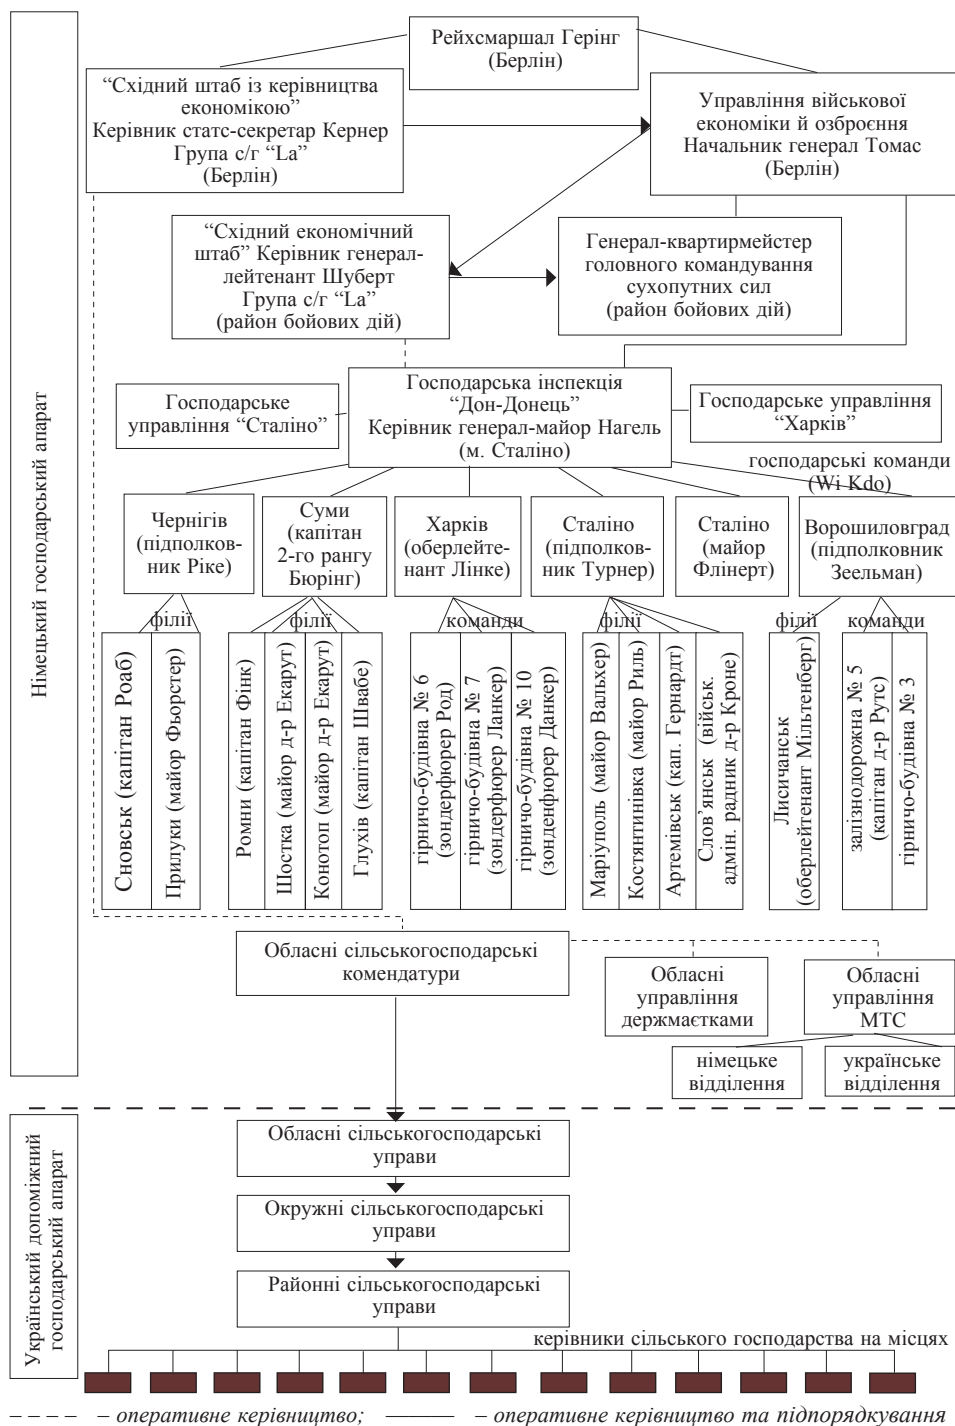 Німецький господарський апарат
Рейхсмаршал Герінг
(Берлін)
“Східний штаб із керівництва
економікою”
Керівник статс-секретар Кернер
Група с/г “La”
(Берлін)
Управління військової
економіки й озброєння
Начальник генерал Томас
(Берлін)
“Східний економічний
штаб” Керівник генерал-
лейтенант Шуберт
Група с/г “La”
(район бойових дій)
Генерал-квартирмейстер
головного командування
сухопутних сил
(район бойових дій)
Господарське
управління “Сталіно”
Господарська інспекція
“Дон-Донець”
Керівник генерал-майор Нагель
(м. Сталіно)
Господарське управління
“Харків”
господарські команди
(Wi Kdo)
Чернігів
(підполков-
ник Ріке)
Суми
(капітан
2-го рангу
Бюрінг)
Харків
(оберлейте-
нант Лінке)
Сталіно
(підполков-
ник Турнер)
Сталіно
(майор
Флінерт)
Ворошиловград
(підполковник
Зеельман)
філії
філії
команди
філії
філії
команди
Сновськ (капітан Роаб)
Прилуки (майор Фьорстер)
Ромни (капітан Фінк)
Шостка (майор д-р Екарут)
Конотоп (майор д-р Екарут)
Глухів (капітан Швабе)
гірничо-будівна № 6
(зондерфюрер Род)
гірничо-будівна № 7
(зондерфюрер Ланкер)
гірничо-будівна № 10
(зонденфюрер Данкер)
Маріуполь (майор Вальхер)
Костянтинівка (майор Риль)
Артемівськ (кап. Гернардт)
Слов’янськ (військ.
адмін. радник д-р Кроне)
Лисичанськ
(оберлейтенант Мільтенберг)
залізнодорожна № 5
(капітан д-р Рутс)
гірничо-будівна № 3
Обласні сільськогосподарські
комендатури
Обласні
управління
держмаєтками
Обласні
управління
МТС
німецьке
відділення
українське
відділення
Український допоміжний
господарський апарат
Обласні сільськогосподарські
управи
Окружні сільськогосподарські
управи
Районні сільськогосподарські
управи
керівники сільського господарства на місцях
– оперативне керівництво; – оперативне керівництво та підпорядкування